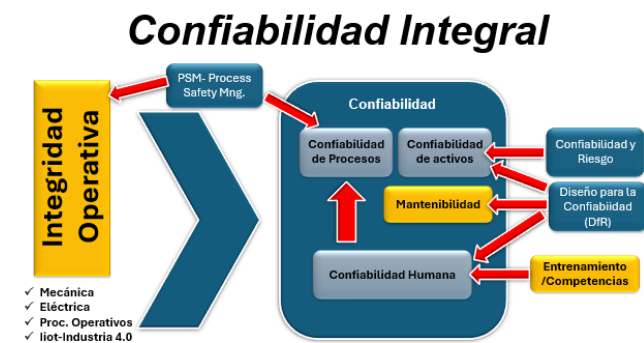 Confiabilidad Integral
PSM- Process
Safety Mng.
Integridad
Operativa
Confiabilidad
Confiabilidad
de Procesos
Confiabilidad
de activos
Confiabilidad y
Riesgo
Mantenibilidad
Diseño para la
Confiabiidad
(DfR)
Confiabilidad Humana
Entrenamiento
/Competencias
✓ Mecánica
✓ Eléctrica
✓ Proc. Operativos
✓ Iiot-Industria 4.0